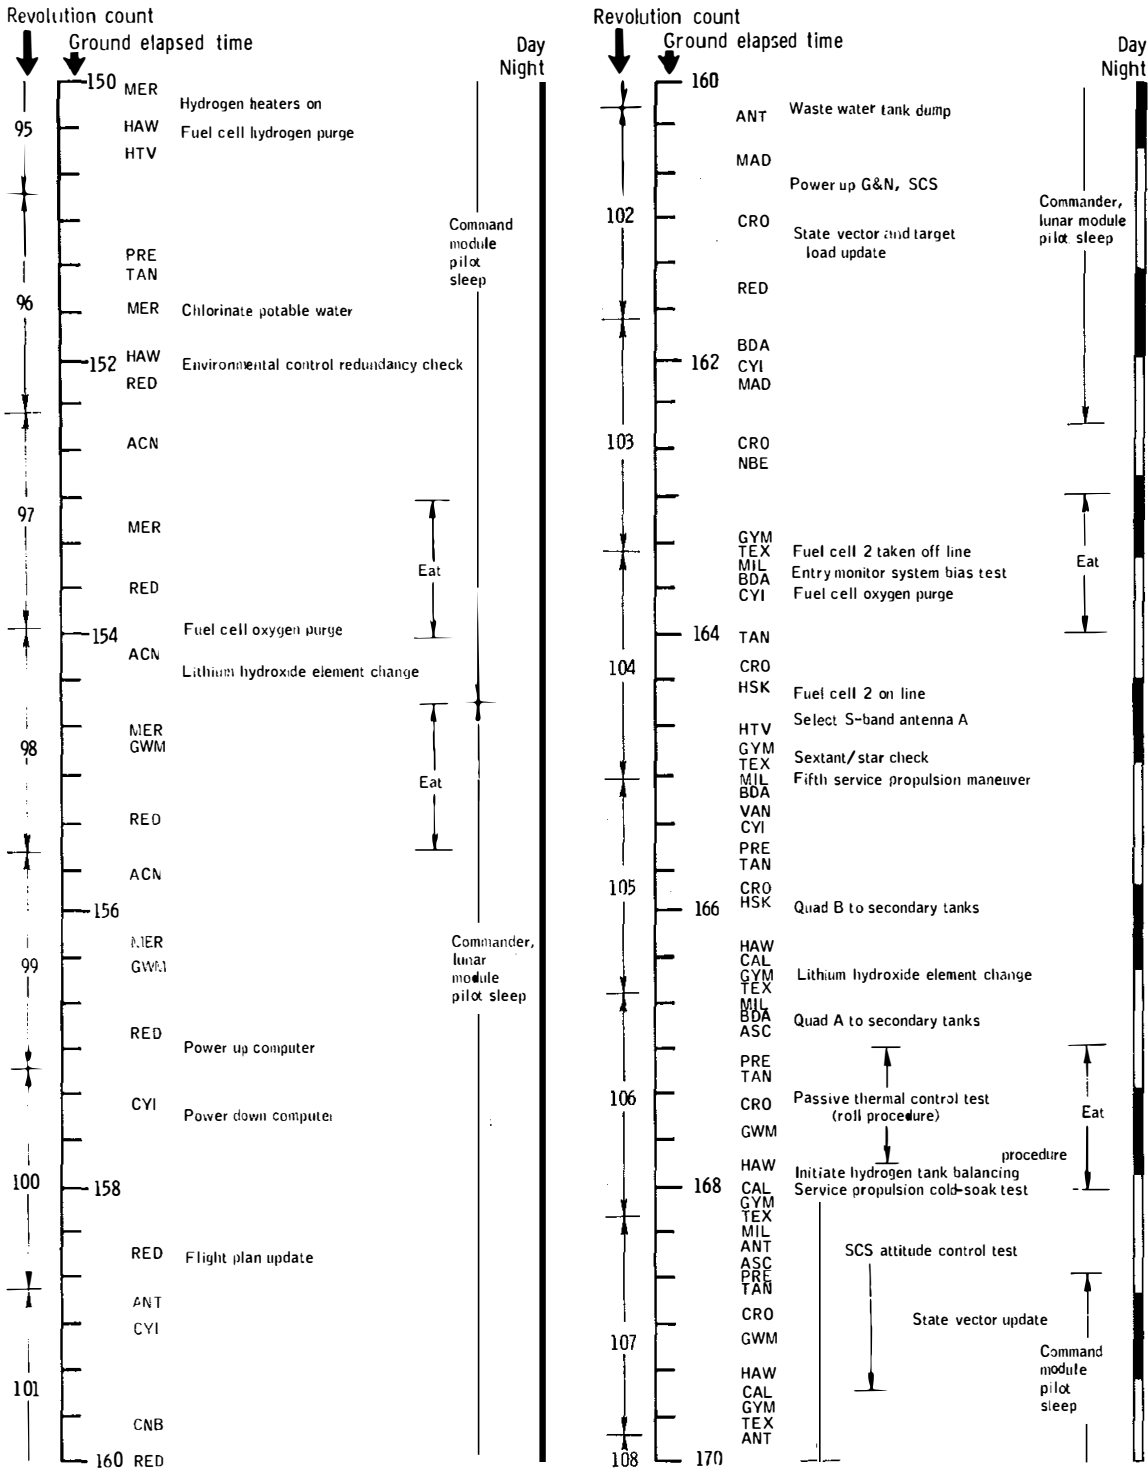 Revolution count
Ground elapsed time
Day
Night
150
MER
Hydrogen heaters on
95
HAW
Fuel cell hydrogen purge
HTV
Command
module
pilot
sleep
PRE
TAN
96
MER
Chlorinate potable water
152
HAW
Environmental control redundancy check
RED
ACN
97
MER
Eat
RED
Fuel cell oxygen purge
154
ACN
Lithium hydroxide element change
MER
98
GWM
Eat
RED
ACN
156
MER
Commander,
lunar
module
pilot sleep
99
GWM
RED
Power up computer
CYI
Power down computer
100
158
RED
Flight plan update
ANT
CYI
101
CNB
160
RED
Revolution count
Ground elapsed time
Day
Night
160
ANT
Waste water tank dump
MAD
Power up G&N, SCS
Commander,
lunar module
pilot sleep
102
CRO
State vector and target
load update
RED
BDA
162
CYI
MAD
103
CRO
NBE
GYM
TEX
Fuel cell 2 taken off line
MIL
Eat
BDA
Entry monitor system bias test
CYI
Fuel cell oxygen purge
164
TAN
104
CRO
HSK
Fuel cell 2 on line
Select S-band antenna A
HTV
GYM
TEX
Sextant/star check
MIL
Fifth service propulsion maneuver
BDA
VAN
CYI
PRE
TAN
105
CRO
166
HSK
Quad B to secondary tanks
HAW
CAL
GYM
Lithium hydroxide element change
TEX
MIL
BDA
Quad A to secondary tanks
ASC
PRE
TAN
106
CRO
Passive thermal control test
(roll procedure)
Eat
GWM
procedure
HAW
Initiate hydrogen tank balancing
168
CAL
Service propulsion cold-soak test
GYM
TEX
MIL
ANT
SCS attitude control test
ASC
PRE
TAN
CRO
State vector update
107
GWM
Command
module
pilot
sleep
HAW
CAL
GYM
TEX
ANT
108
170